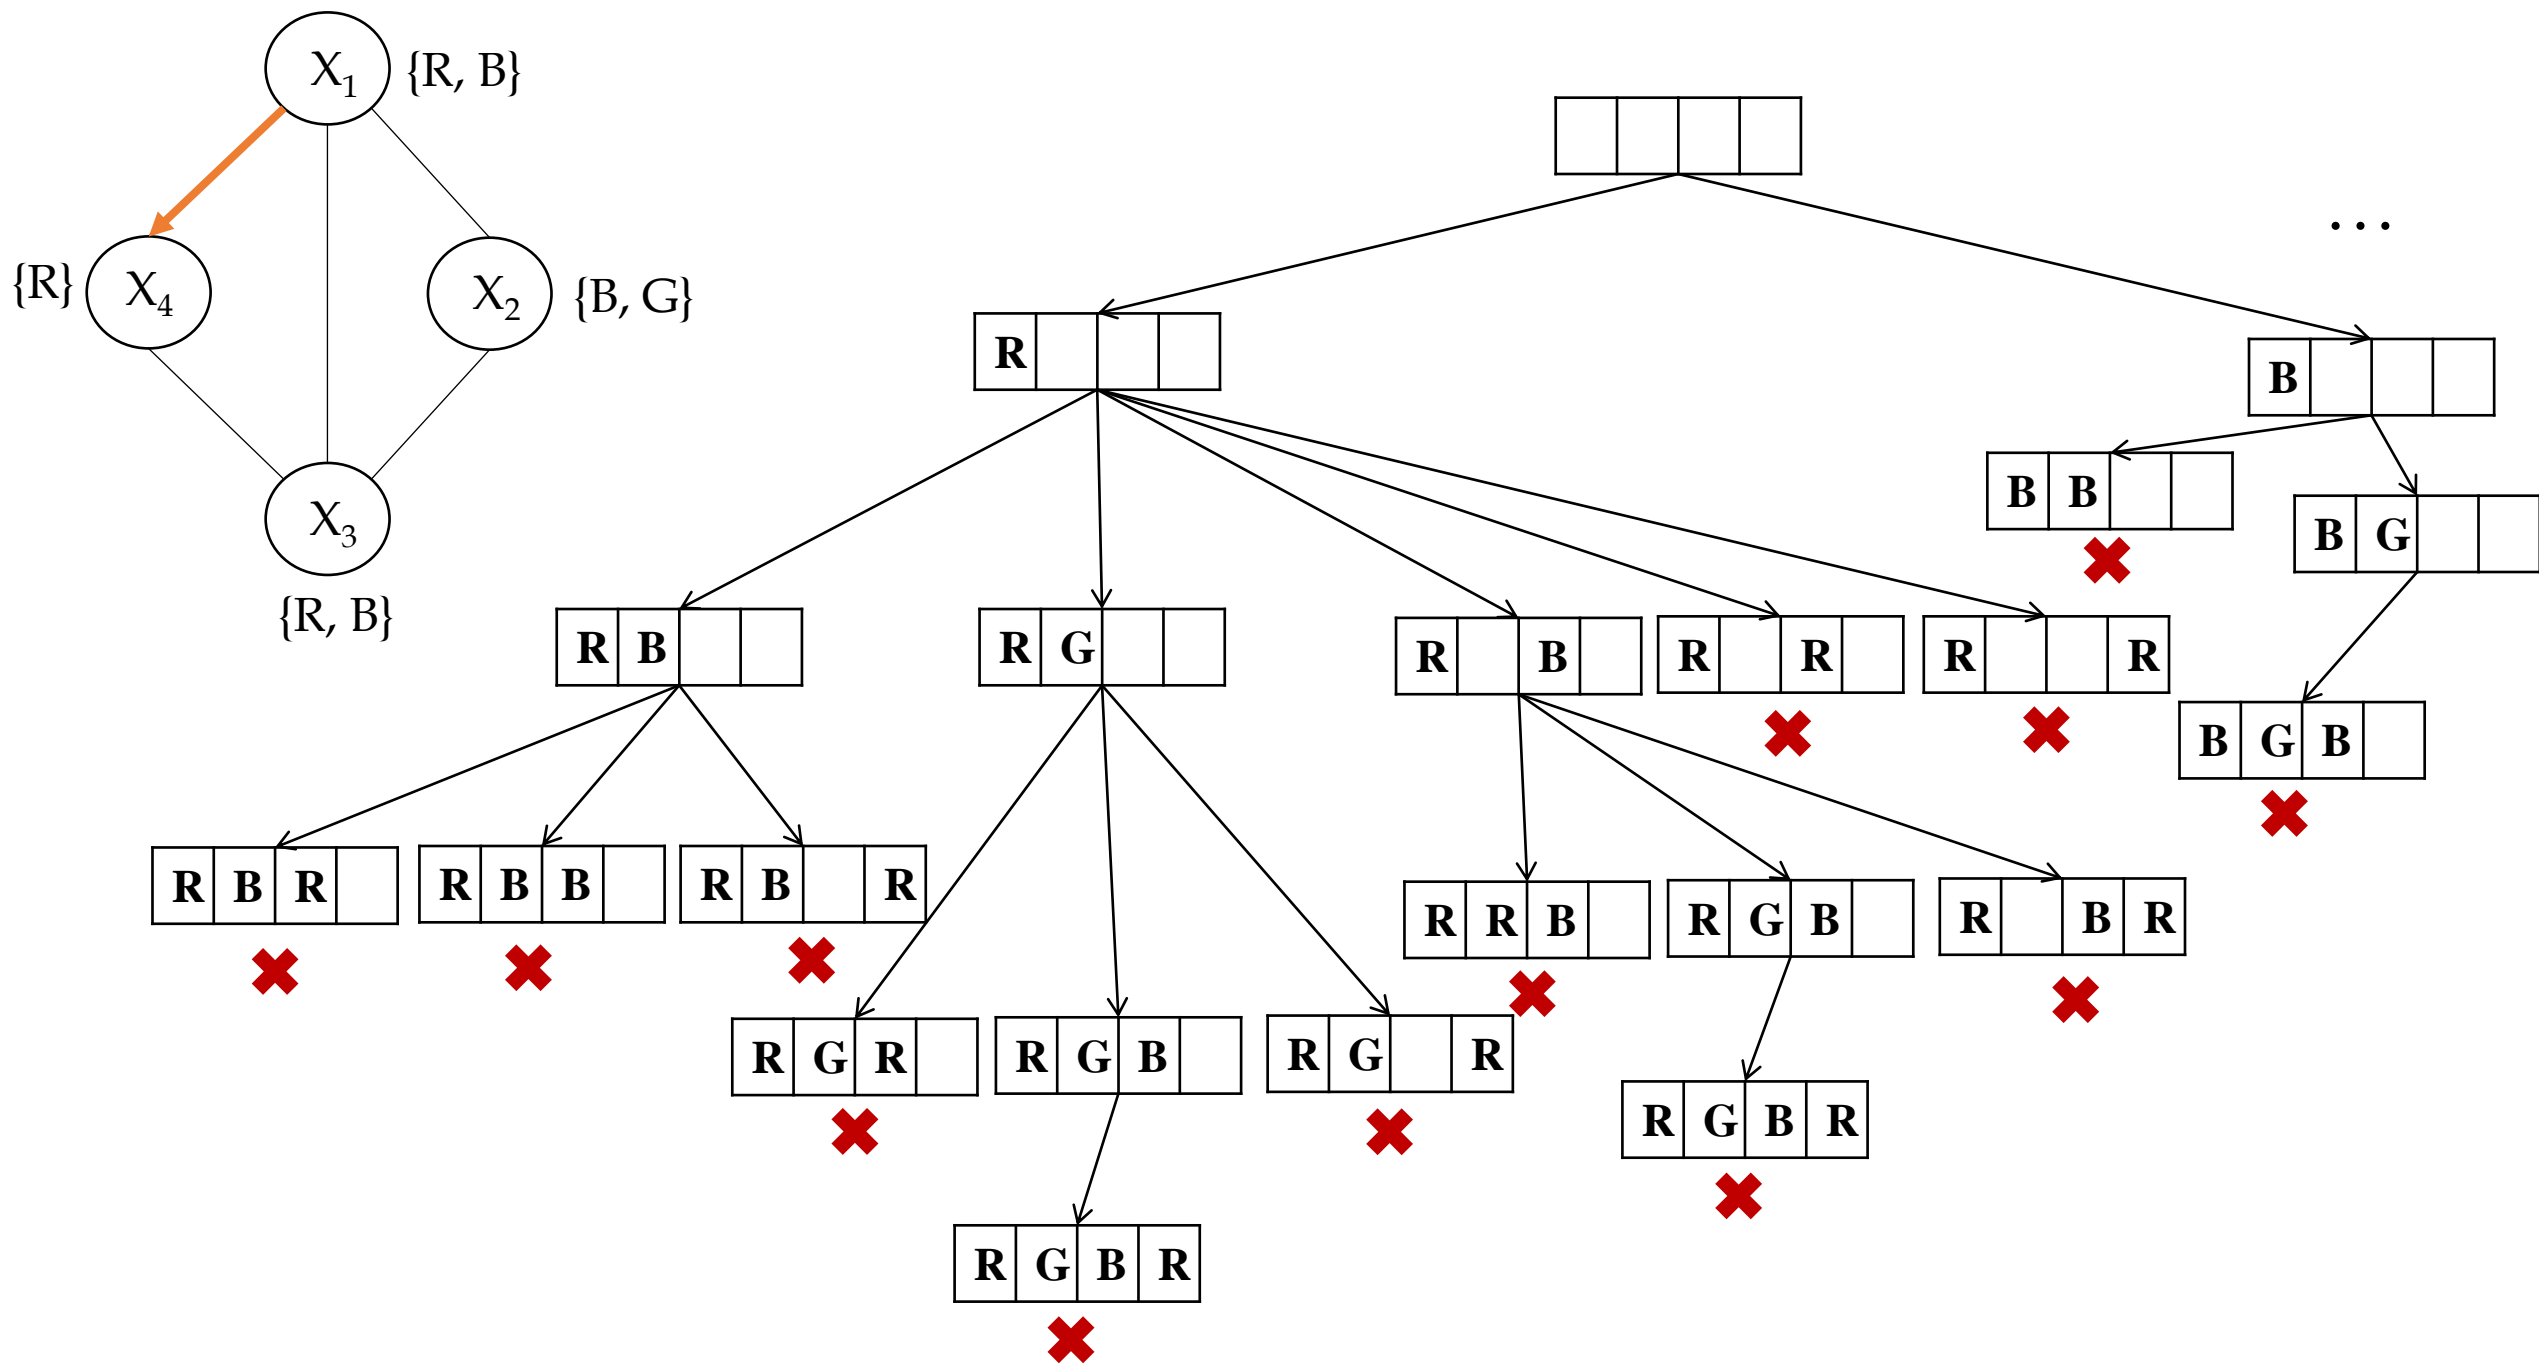 X₁ {R, B}
...
{R} X₄ X₂ {B, G}
R
B
B B
X₃
B G
{R, B}
R B
R G
R B
R R
R R
B G B
R B R
R B B
R B R
R R B
R G B
R B R
R G R
R G B
R G R
R G B R
R G B R